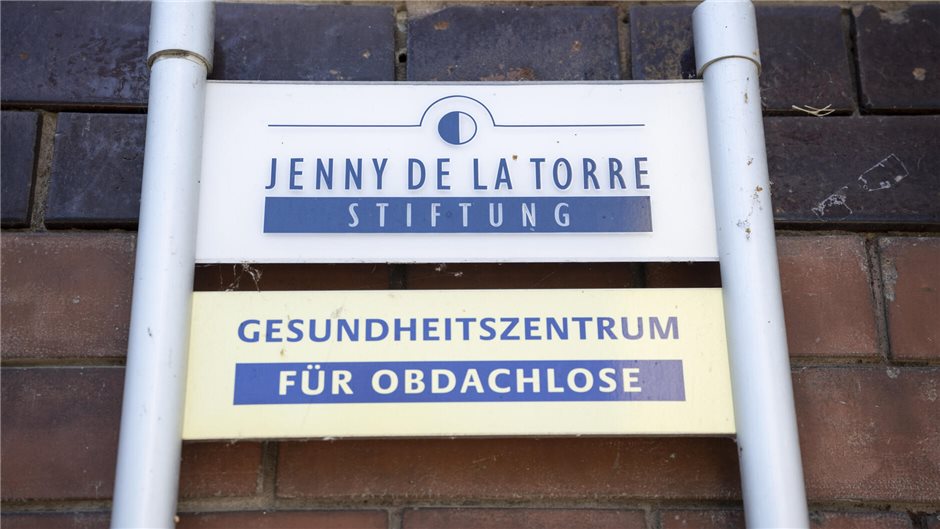 JENNY DE LA TORRE
STIFTUNG
GESUNDHEITSZENTRUM
FÜR OBDACHLOSE